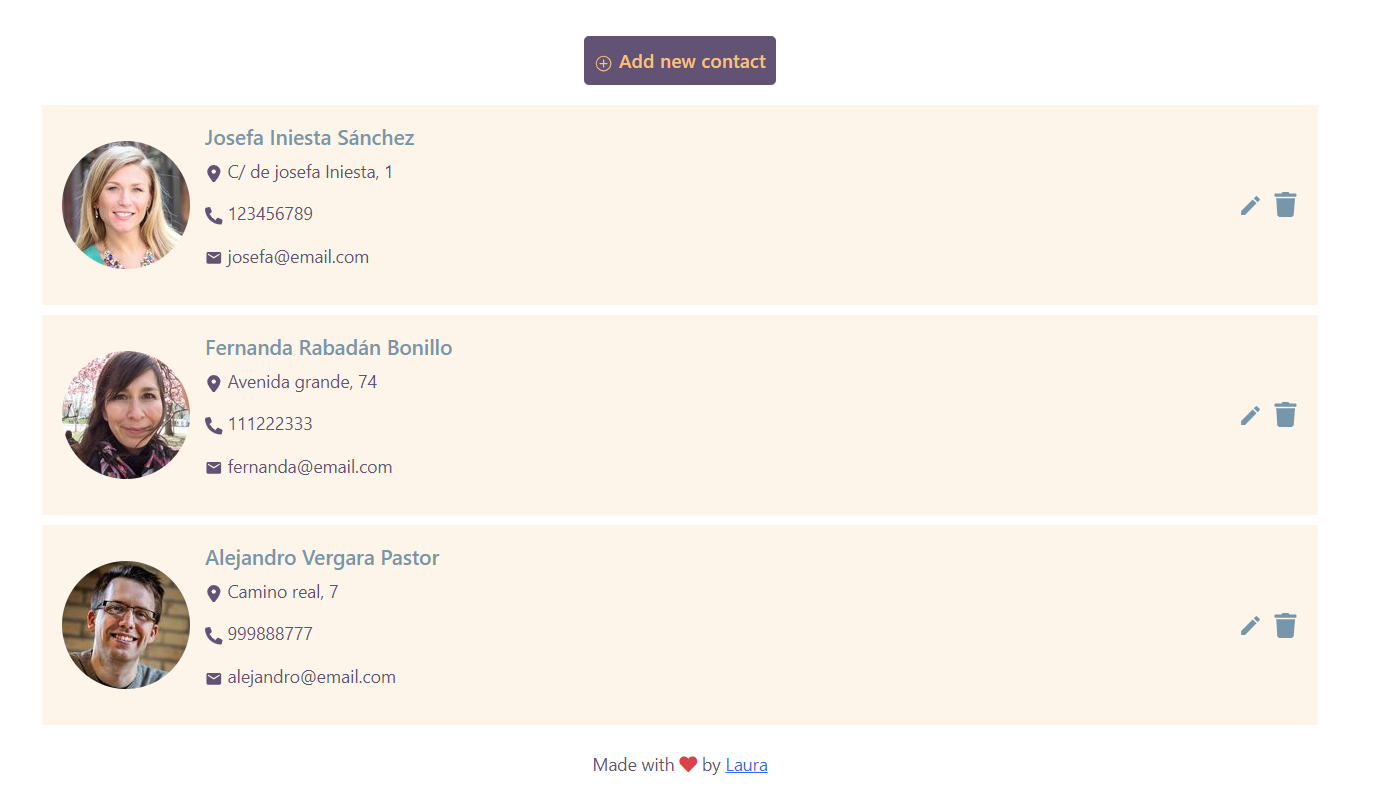 Add new contact
Josefa Iniesta Sánchez
C/ de josefa Iniesta, 1
123456789
josefa@email.com
Fernanda Rabadán Bonillo
Avenida grande, 74
111222333
fernanda@email.com
Alejandro Vergara Pastor
Camino real, 7
999888777
alejandro@email.com
Made with ❤ by Laura